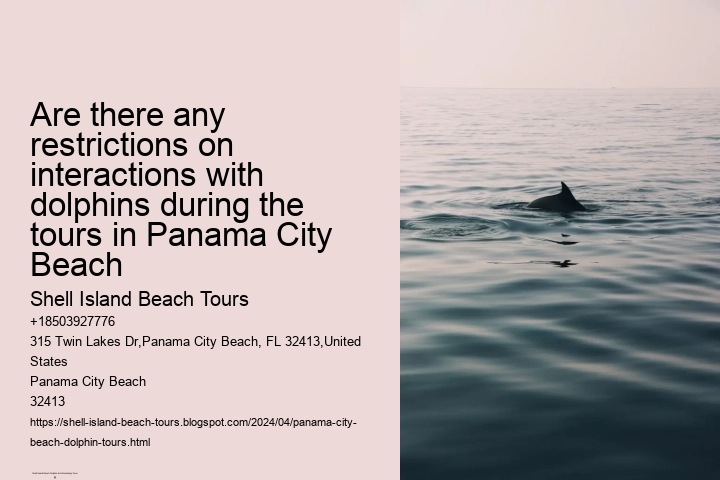 Are there any
restrictions on
interactions with
dolphins during the
tours in Panama City
Beach
Shell Island Beach Tours
+18503927776
315 Twin Lakes Dr,Panama City Beach, FL 32413,United
States
Panama City Beach
32413
https://shell-island-beach-tours.blogspot.com/2024/04/panama-city-
beach-dolphin-tours.html